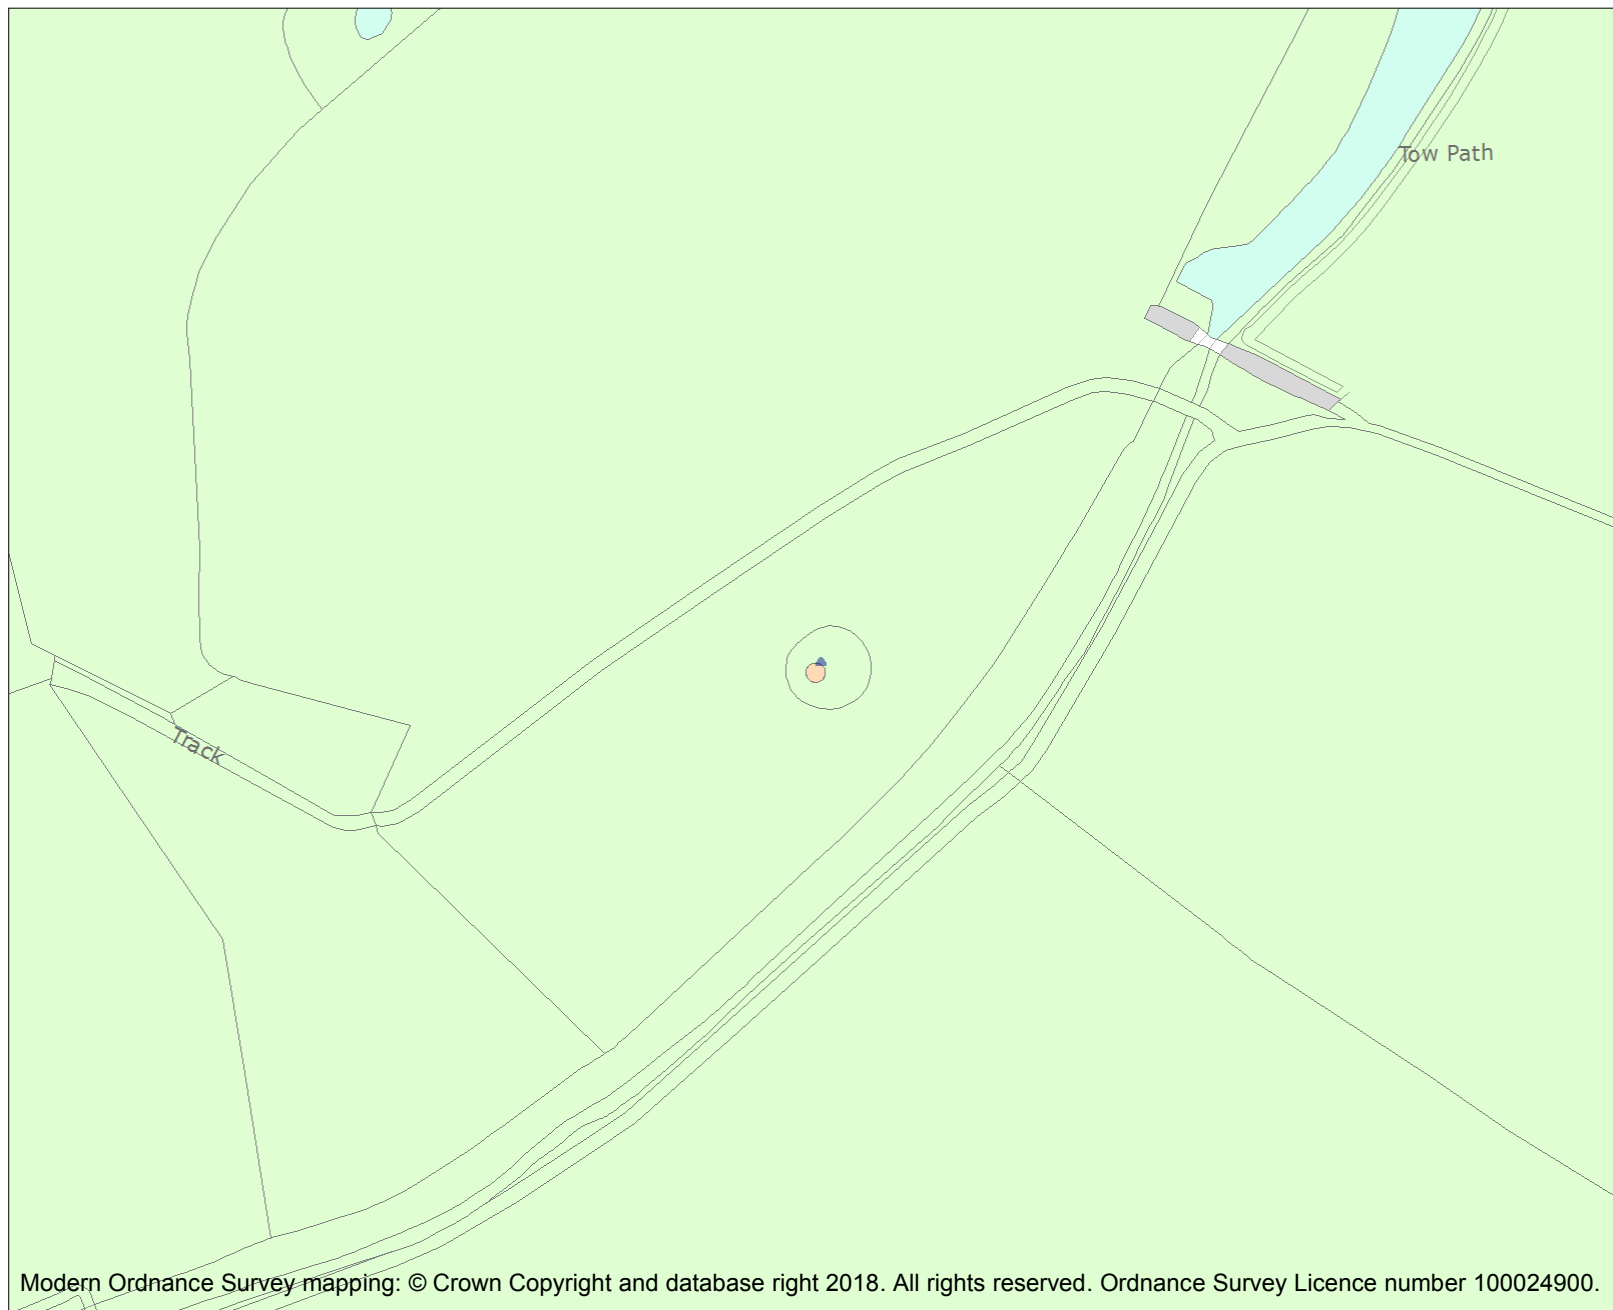 Tow Path
Track
Modern Ordnance Survey mapping: © Crown Copyright and database right 2018. All rights reserved. Ordnance Survey Licence number 100024900.